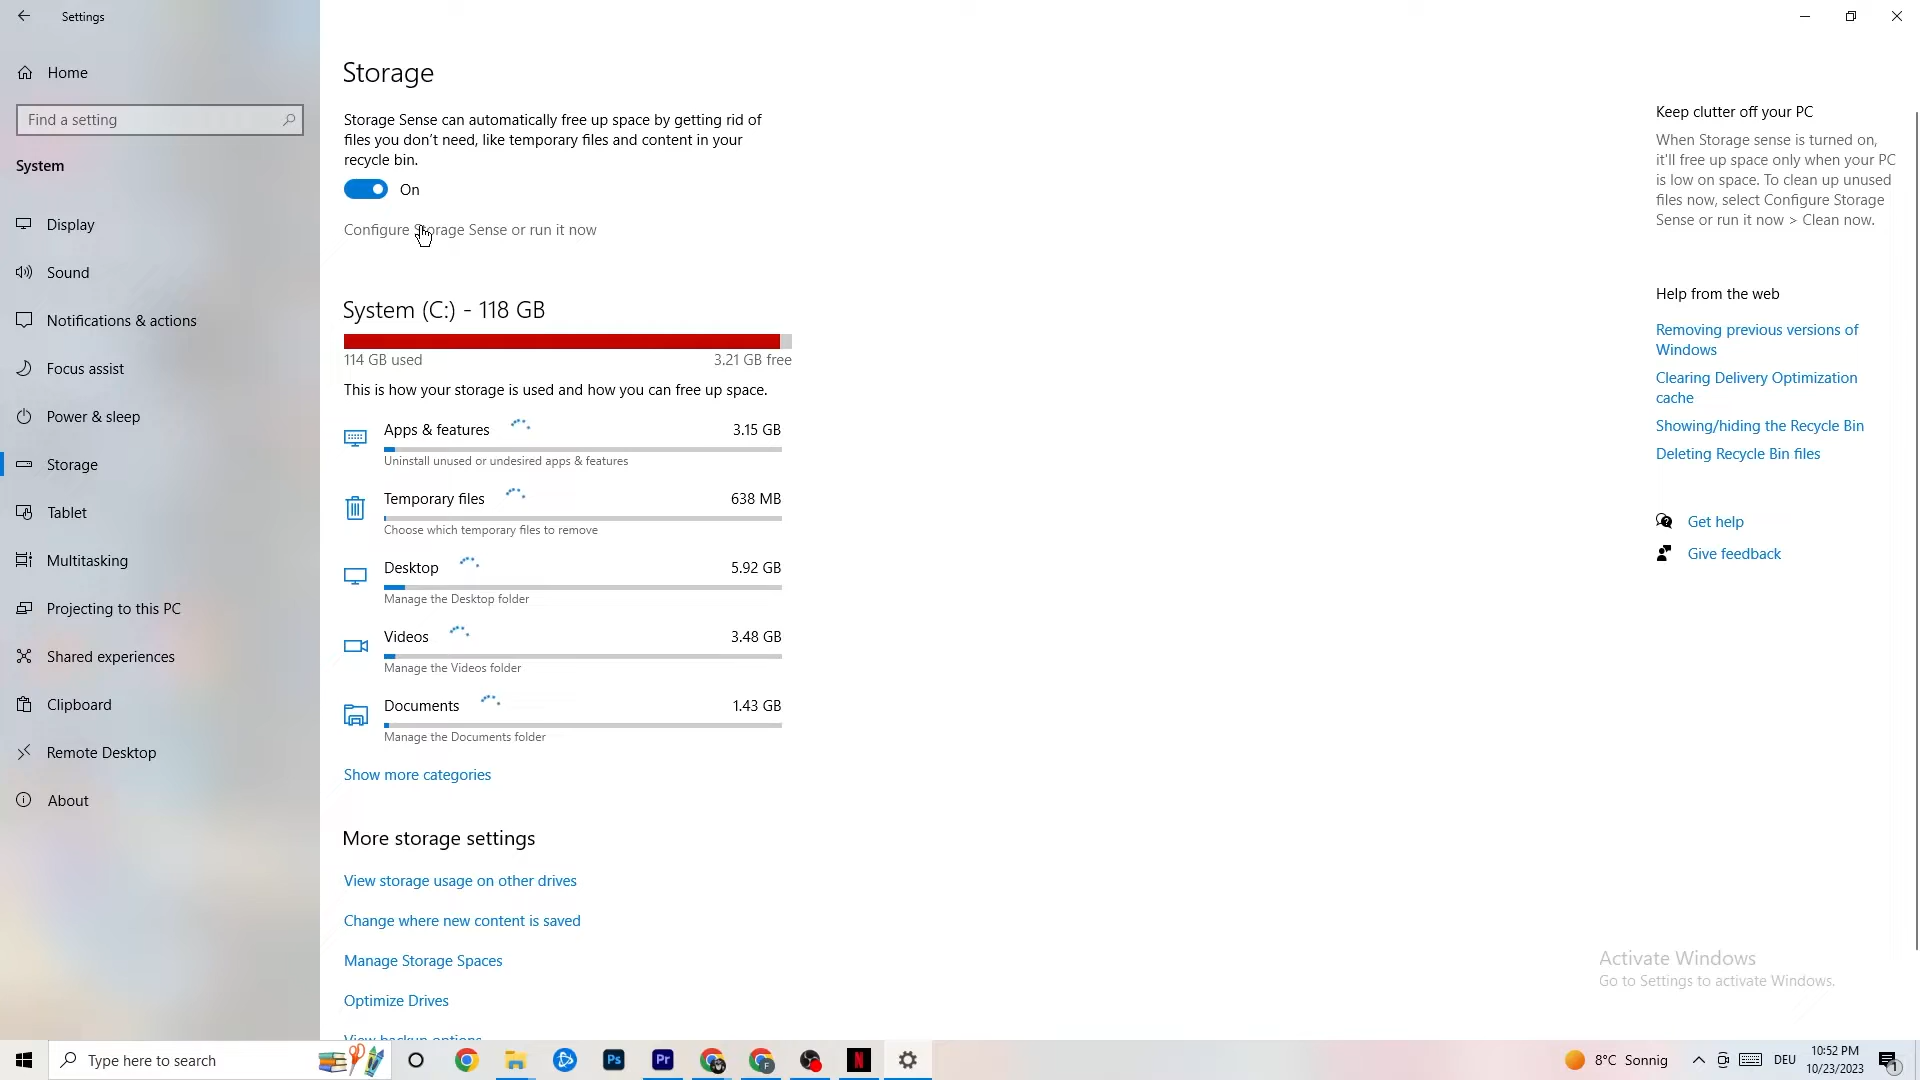 Settings
Home
Find a setting
System
Display
Sound
Notifications & actions
Focus assist
Power & sleep
Storage
Tablet
Multitasking
Projecting to this PC
Shared experiences
Clipboard
Remote Desktop
About
Storage
Storage Sense can automatically free up space by getting rid of
files you don't need, like temporary files and content in your
recycle bin.
On
Configure Storage Sense or run it now
System (C:) - 118 GB
114 GB used 3.21 GB free
This is how your storage is used and how you can free up space.
Apps & features 3.15 GB
Uninstall unused or undesired apps & features
Temporary files 638 MB
Choose which temporary files to remove
Desktop 5.92 GB
Manage the Desktop folder
Videos 3.48 GB
Manage the Videos folder
Documents 1.43 GB
Manage the Documents folder
Show more categories
More storage settings
View storage usage on other drives
Change where new content is saved
Manage Storage Spaces
Optimize Drives
View backup options
Keep clutter off your PC
When Storage sense is turned on,
it'll free up space only when your PC
is low on space. To clean up unused
files now, select Configure Storage
Sense or run it now > Clean now.
Help from the web
Removing previous versions of
Windows
Clearing Delivery Optimization
cache
Showing/hiding the Recycle Bin
Deleting Recycle Bin files
Get help
Give feedback
Activate Windows
Go to Settings to activate Windows.
Type here to search
Ps
Pr
F
N
8°C Sonnig
DEU
10:52 PM
10/23/2023
1